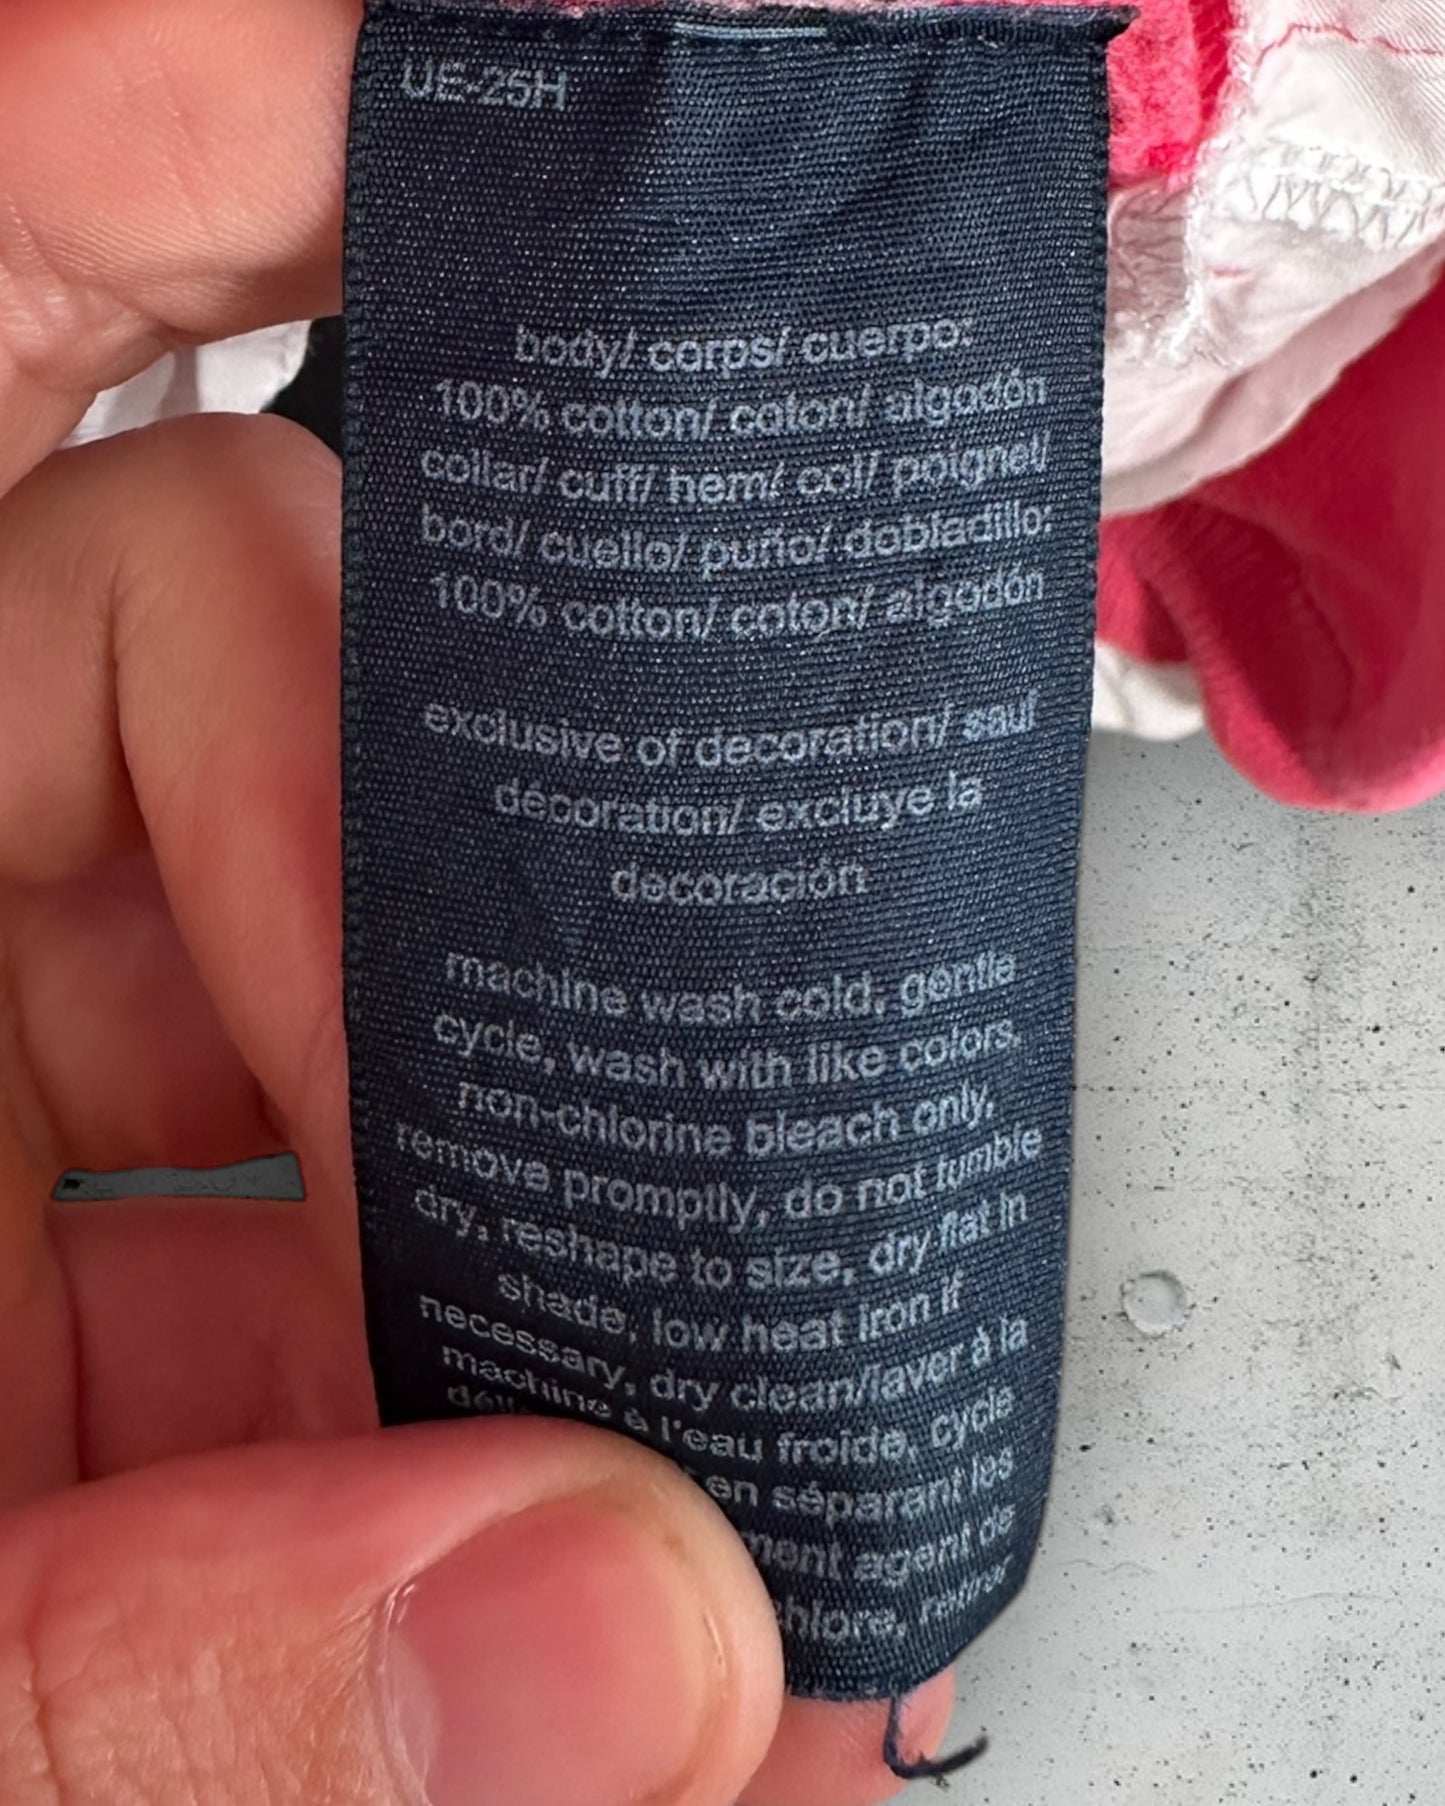 UE-25H
body/ corps/ cuerpo:
100% cotton/ coton/ algodón
collar/ cuff/ hem/ col/ poignet/
bord/ cuello/ puño/ dobladillo:
100% cotton/ coton/ algodón
exclusive of decoration/ sauf
décoration/ excluye la
decoración
machine wash cold, gentle
cycle, wash with like colors,
non-chlorine bleach only,
remove promptly, do not tumble
dry, reshape to size, dry flat in
shade, low heat iron if
necessary, dry clean/laver à la
machine à l'eau froide, cycle
en séparant les
agent de
chlore, retirer